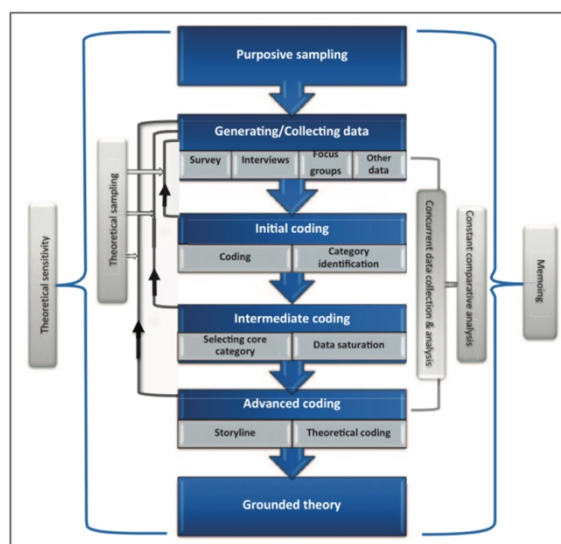 Purposive sampling
Generating/Collecting data
Survey
Interviews
Focus
groups
Other
data
Initial coding
Coding
Category
identification
Intermediate coding
Selecting core
category
Data saturation
Advanced coding
Storyline
Theoretical coding
Grounded theory
Theoretical sensitivity
Theoretical sampling
Concurrent data collection & analysis
Constant comparative analysis
Memoing